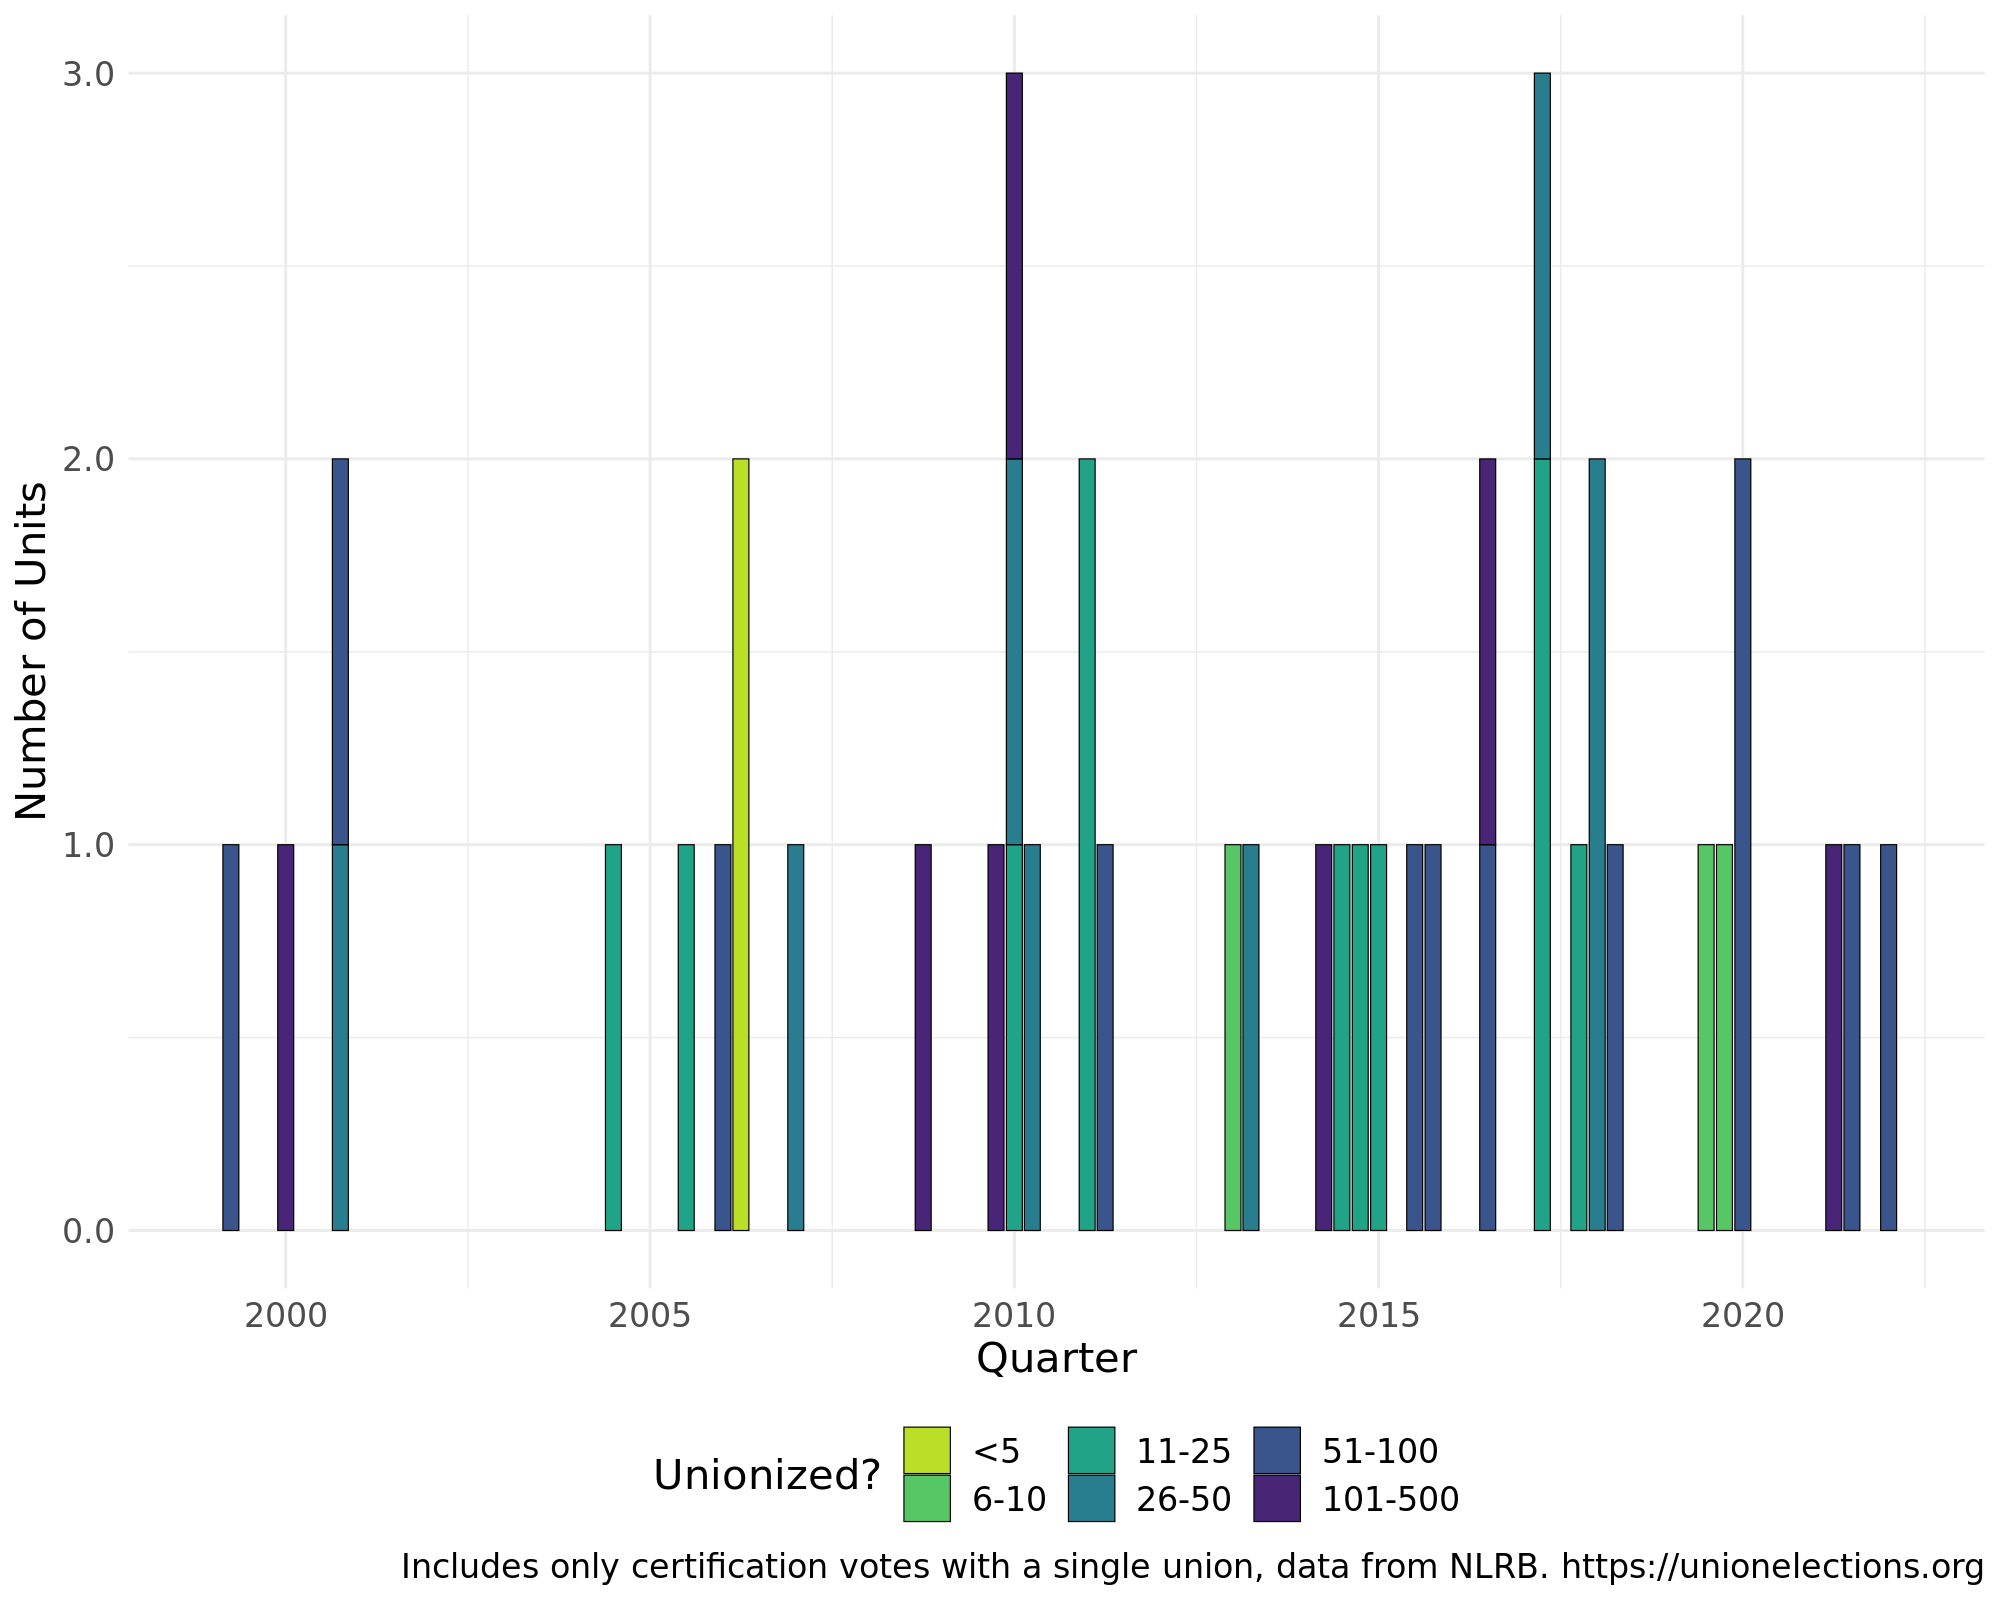 3.0
2.0
1.0
0.0
Number of Units
2000 2005 2010 2015 2020
Quarter
Unionized?
<5 11-25 51-100
6-10 26-50 101-500
Includes only certification votes with a single union, data from NLRB. https://unionelections.org